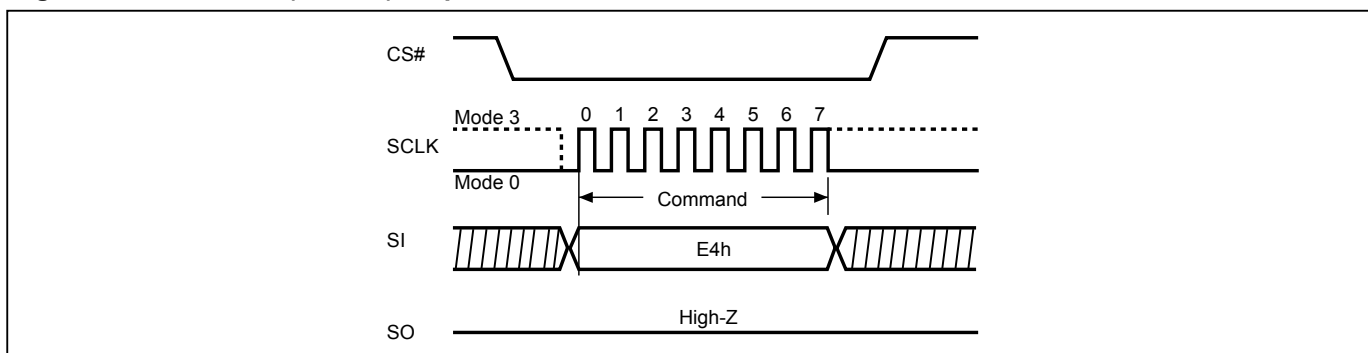 CS#
Mode 3
0 1 2 3 4 5 6 7
SCLK
Mode 0
Command
SI
E4h
High-Z
SO